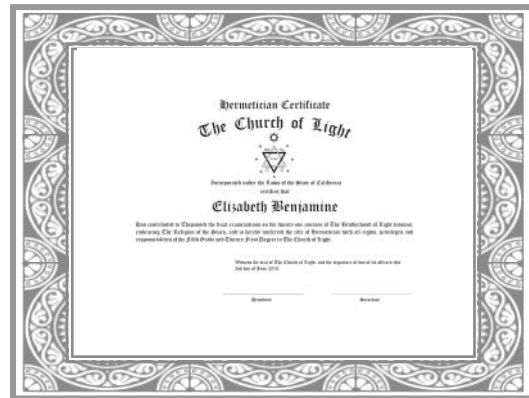 Hermetician Certificate
The Church of Light
Incorporated under the Laws of the State of California
certifies that
Elizabeth Benjamine
Has contributed to The passed the final examinations on the twenty one courses of The Brotherhood of Light lessons,
embracing The Religion of the Stars, and is hereby conferred the title of Hermetician with all rights, privileges and
responsibilities of the Fifth Grade and Twenty First Degree in The Church of Light.
Witness the seal of The Church of Light, and the signature of two of its officers this
day of June 2010.
President
Secretary